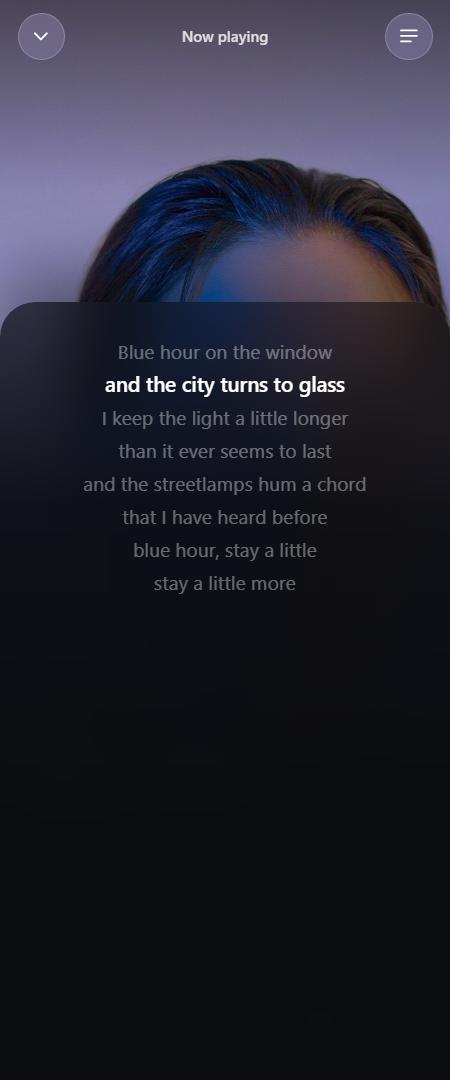 Now playing
Blue hour on the window
and the city turns to glass
I keep the light a little longer
than it ever seems to last
and the streetlamps hum a chord
that I have heard before
blue hour, stay a little
stay a little more